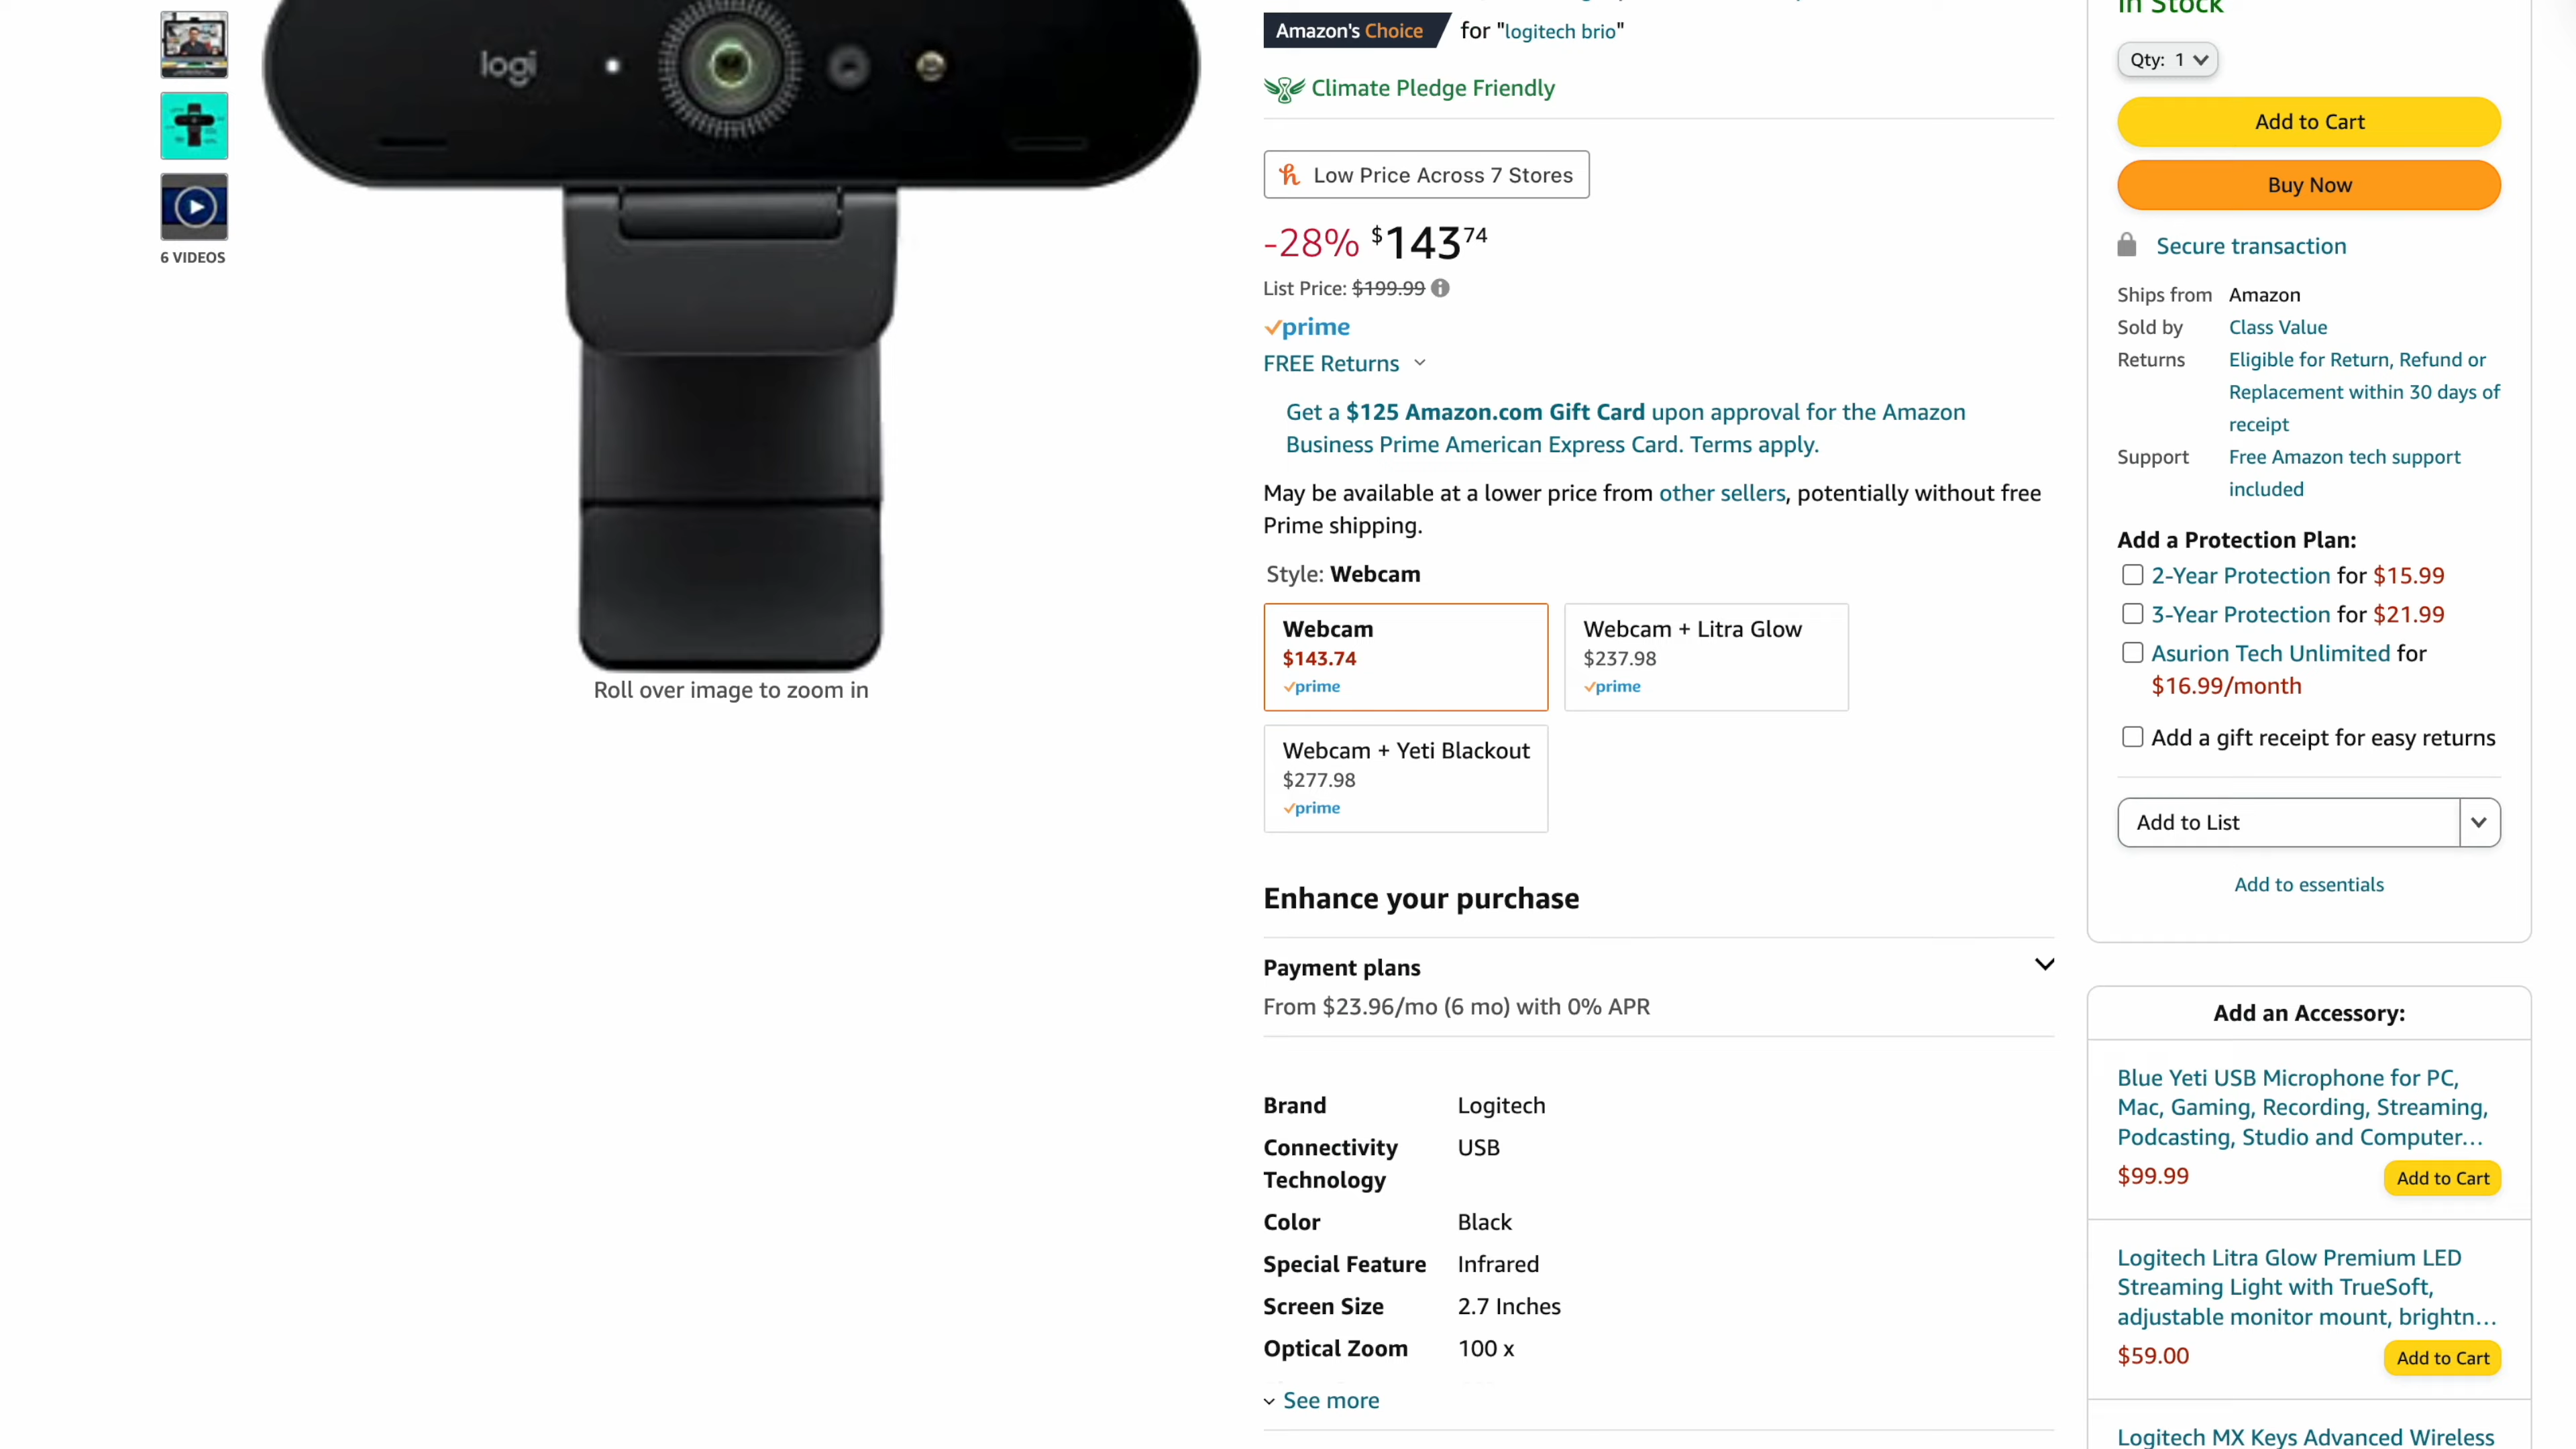 logi
6 VIDEOS
Roll over image to zoom in
Amazon's Choice for "logitech brio"
Climate Pledge Friendly
Low Price Across 7 Stores
-28% $143 74
List Price: $199.99
prime
FREE Returns
Get a $125 Amazon.com Gift Card upon approval for the Amazon
Business Prime American Express Card. Terms apply.
May be available at a lower price from other sellers, potentially without free
Prime shipping.
Style: Webcam
Webcam
$143.74
prime
Webcam + Litra Glow
$237.98
prime
Webcam + Yeti Blackout
$277.98
prime
Enhance your purchase
Payment plans
From $23.96/mo (6 mo) with 0% APR
Brand Logitech
Connectivity USB
Technology
Color Black
Special Feature Infrared
Screen Size 2.7 Inches
Optical Zoom 100 x
See more
In Stock
Qty: 1
Add to Cart
Buy Now
Secure transaction
Ships from Amazon
Sold by Class Value
Returns Eligible for Return, Refund or
Replacement within 30 days of
receipt
Support Free Amazon tech support
included
Add a Protection Plan:
2-Year Protection for $15.99
3-Year Protection for $21.99
Asurion Tech Unlimited for
$16.99/month
Add a gift receipt for easy returns
Add to List
Add to essentials
Add an Accessory:
Blue Yeti USB Microphone for PC,
Mac, Gaming, Recording, Streaming,
Podcasting, Studio and Computer...
$99.99 Add to Cart
Logitech Litra Glow Premium LED
Streaming Light with TrueSoft,
adjustable monitor mount, brightn...
$59.00 Add to Cart
Logitech MX Keys Advanced Wireless